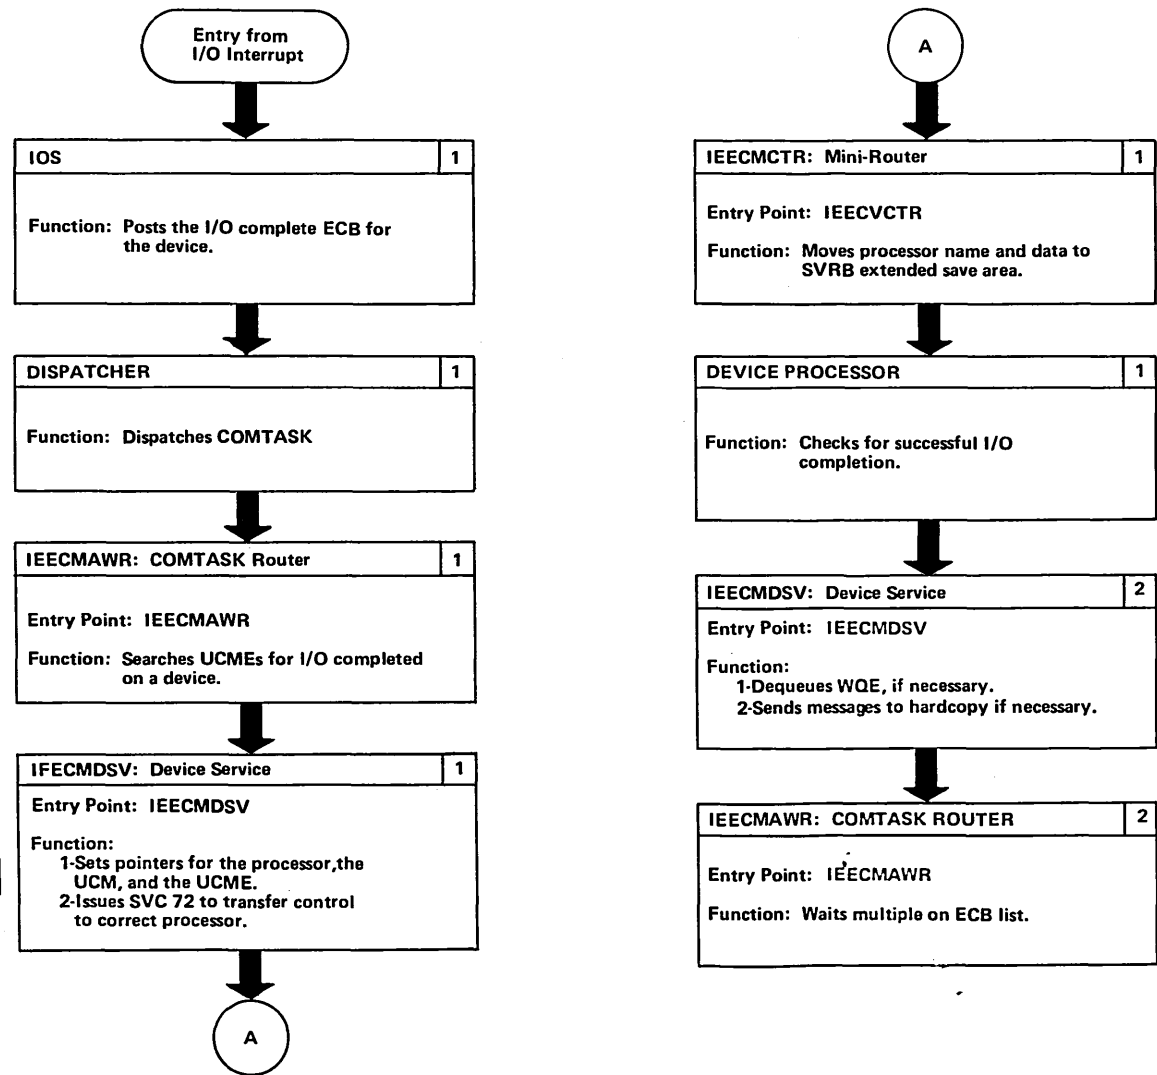 Entry from
I/O Interrupt
IOS 1
Function: Posts the I/O complete ECB for
the device.
DISPATCHER 1
Function: Dispatches COMTASK
IEECMAWR: COMTASK Router 1
Entry Point: IEECMAWR
Function: Searches UCMEs for I/O completed
on a device.
IFECMDSV: Device Service 1
Entry Point: IEECMDSV
Function:
1-Sets pointers for the processor,the
UCM, and the UCME.
2-Issues SVC 72 to transfer control
to correct processor.
A
A
IEECMCTR: Mini-Router 1
Entry Point: IEECVCTR
Function: Moves processor name and data to
SVRB extended save area.
DEVICE PROCESSOR 1
Function: Checks for successful I/O
completion.
IEECMDSV: Device Service 2
Entry Point: IEECMDSV
Function:
1-Dequeues WQE, if necessary.
2-Sends messages to hardcopy if necessary.
IEECMAWR: COMTASK ROUTER 2
Entry Point: IEECMAWR
Function: Waits multiple on ECB list.